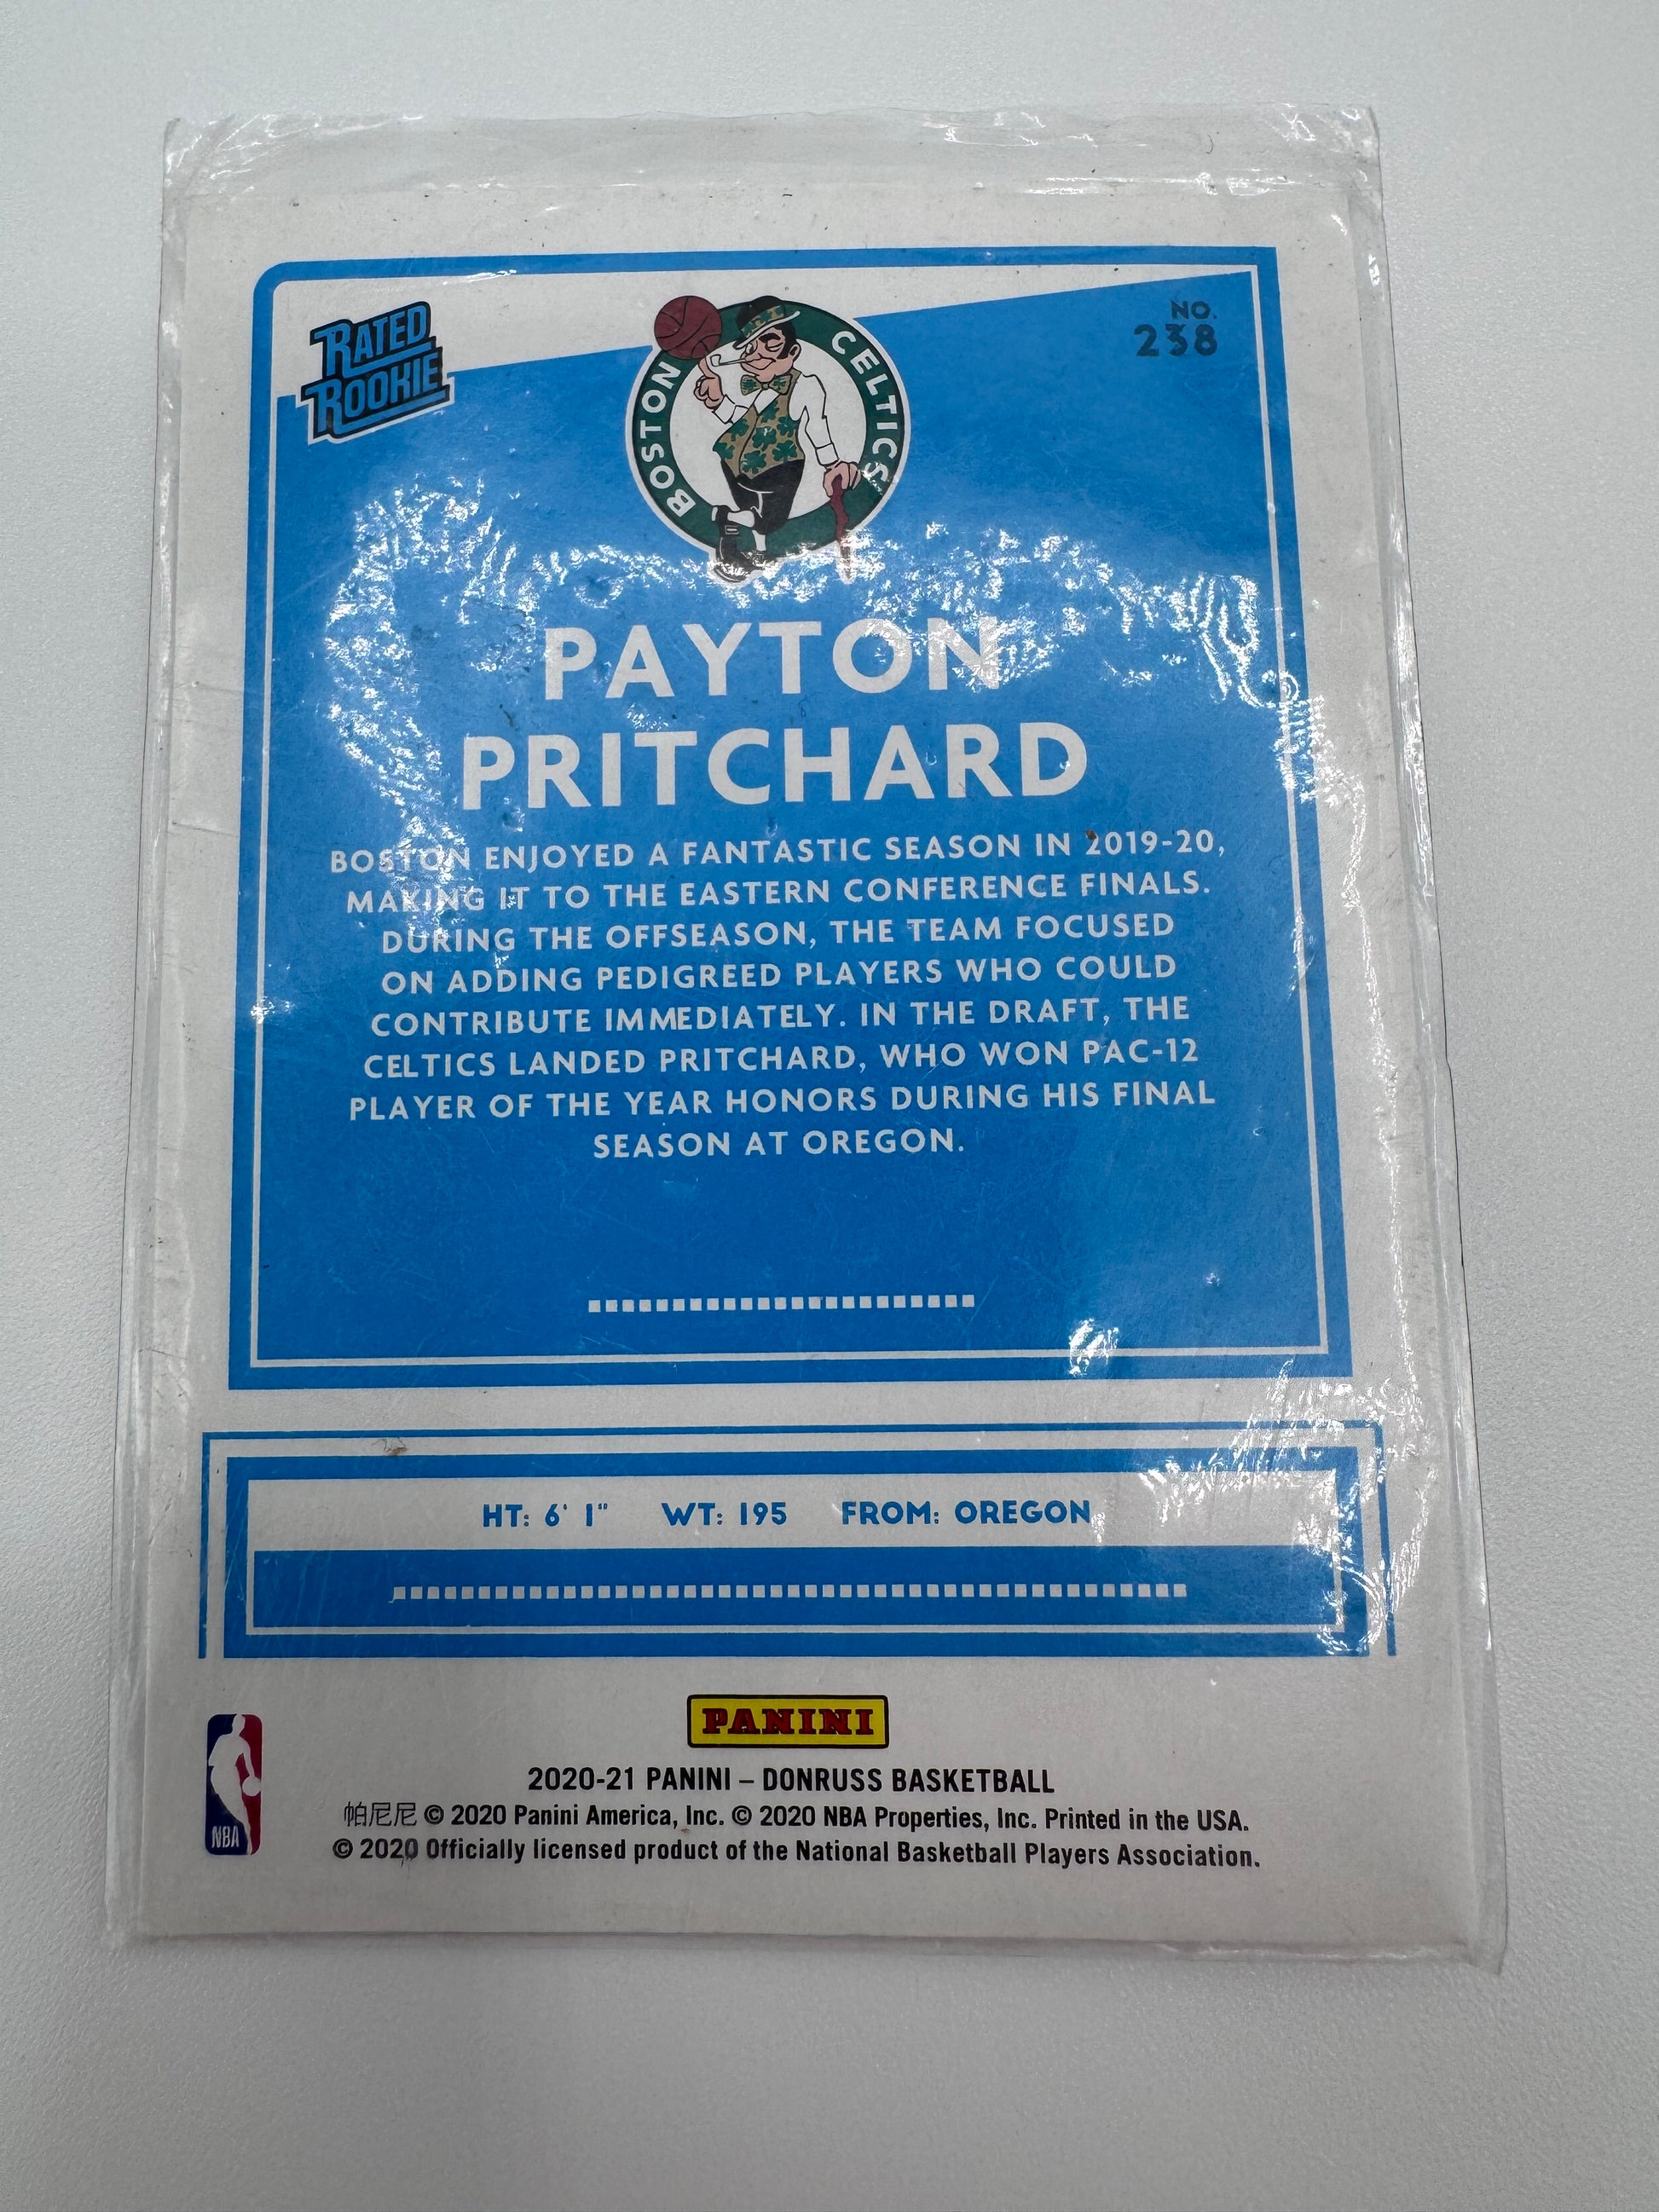 RATED
ROOKIE
BOSTON CELTICS
NO.
238
PAYTON
PRITCHARD
BOSTON ENJOYED A FANTASTIC SEASON IN 2019-20,
MAKING IT TO THE EASTERN CONFERENCE FINALS.
DURING THE OFFSEASON, THE TEAM FOCUSED
ON ADDING PEDIGREED PLAYERS WHO COULD
CONTRIBUTE IMMEDIATELY. IN THE DRAFT, THE
CELTICS LANDED PRITCHARD, WHO WON PAC-12
PLAYER OF THE YEAR HONORS DURING HIS FINAL
SEASON AT OREGON.
HT: 6' 1" WT: 195 FROM: OREGON
PANINI
NBA
2020-21 PANINI – DONRUSS BASKETBALL
帕尼尼 © 2020 Panini America, Inc. © 2020 NBA Properties, Inc. Printed in the USA.
© 2020 Officially licensed product of the National Basketball Players Association.